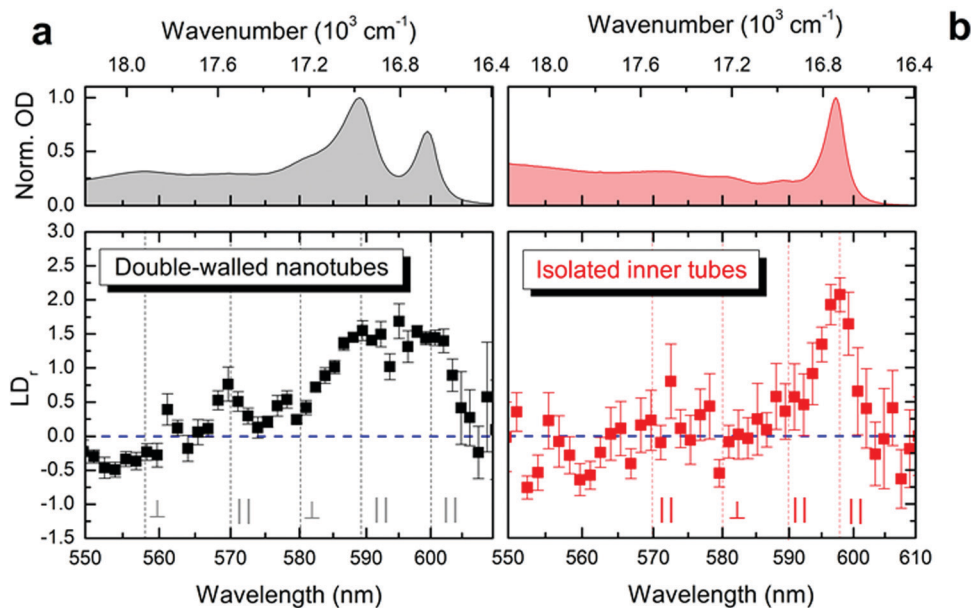 a
b
Wavenumber (10³ cm⁻¹)
Wavenumber (10³ cm⁻¹)
18.0 17.6 17.2 16.8 16.4
18.0 17.6 17.2 16.8 16.4
Norm. OD
1.0
0.5
0.0
LDᵣ
3.0
2.5
2.0
1.5
1.0
0.5
0.0
-0.5
-1.0
-1.5
Double-walled nanotubes
Isolated inner tubes
⊥ || ⊥ || ||
|| ⊥ || ||
550 560 570 580 590 600
550 560 570 580 590 600 610
Wavelength (nm)
Wavelength (nm)